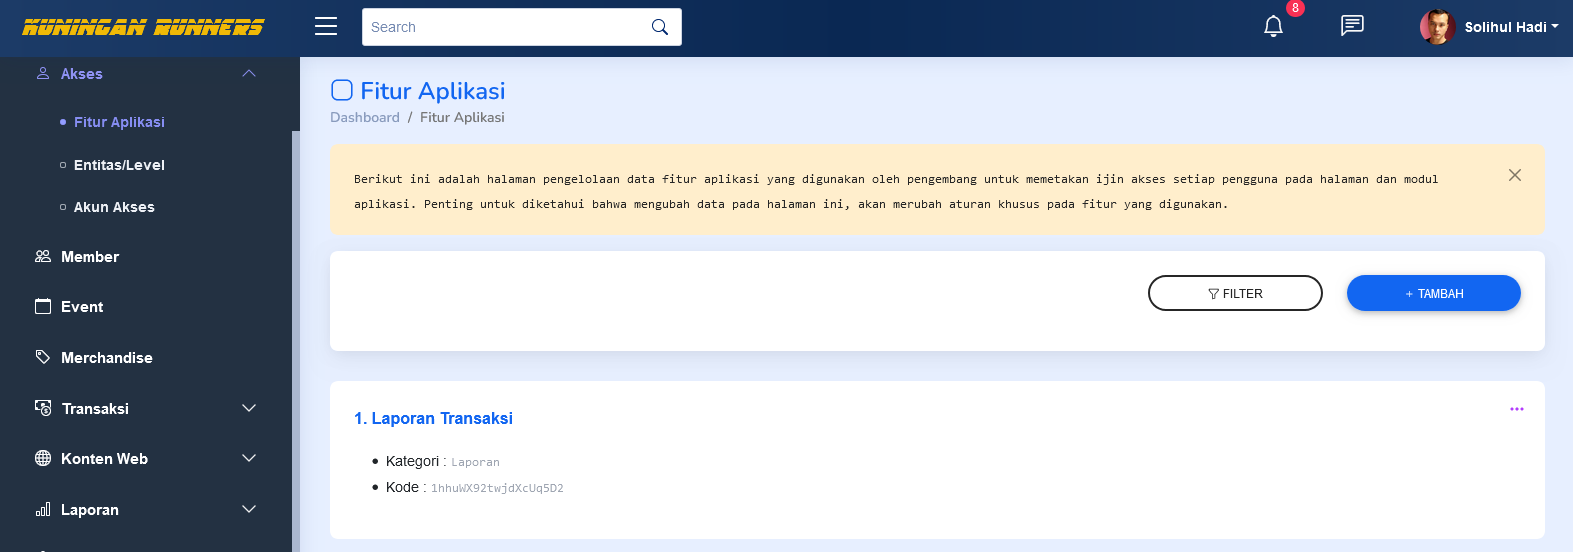 KUNINGAN RUNNERS
Search
8
Solihul Hadi
Akses
Fitur Aplikasi
Entitas/Level
Akun Akses
Member
Event
Merchandise
Transaksi
Konten Web
Laporan
Fitur Aplikasi
Dashboard / Fitur Aplikasi
Berikut ini adalah halaman pengelolaan data fitur aplikasi yang digunakan oleh pengembang untuk memetakan ijin akses setiap pengguna pada halaman dan modul
aplikasi. Penting untuk diketahui bahwa mengubah data pada halaman ini, akan merubah aturan khusus pada fitur yang digunakan.
FILTER
+ TAMBAH
1. Laporan Transaksi
• Kategori : Laporan
• Kode : 1hhuWX92twjdXcUq5D2